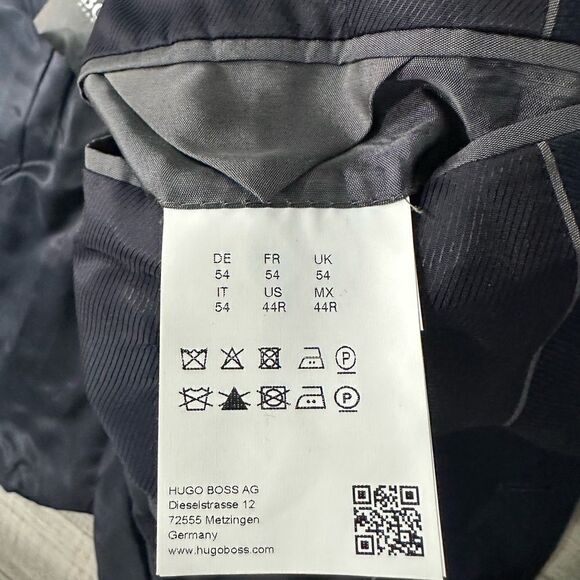 DE FR UK
54 54 54
IT US MX
54 44R 44R
P
P
HUGO BOSS AG
Dieselstrasse 12
72555 Metzingen
Germany
www.hugoboss.com